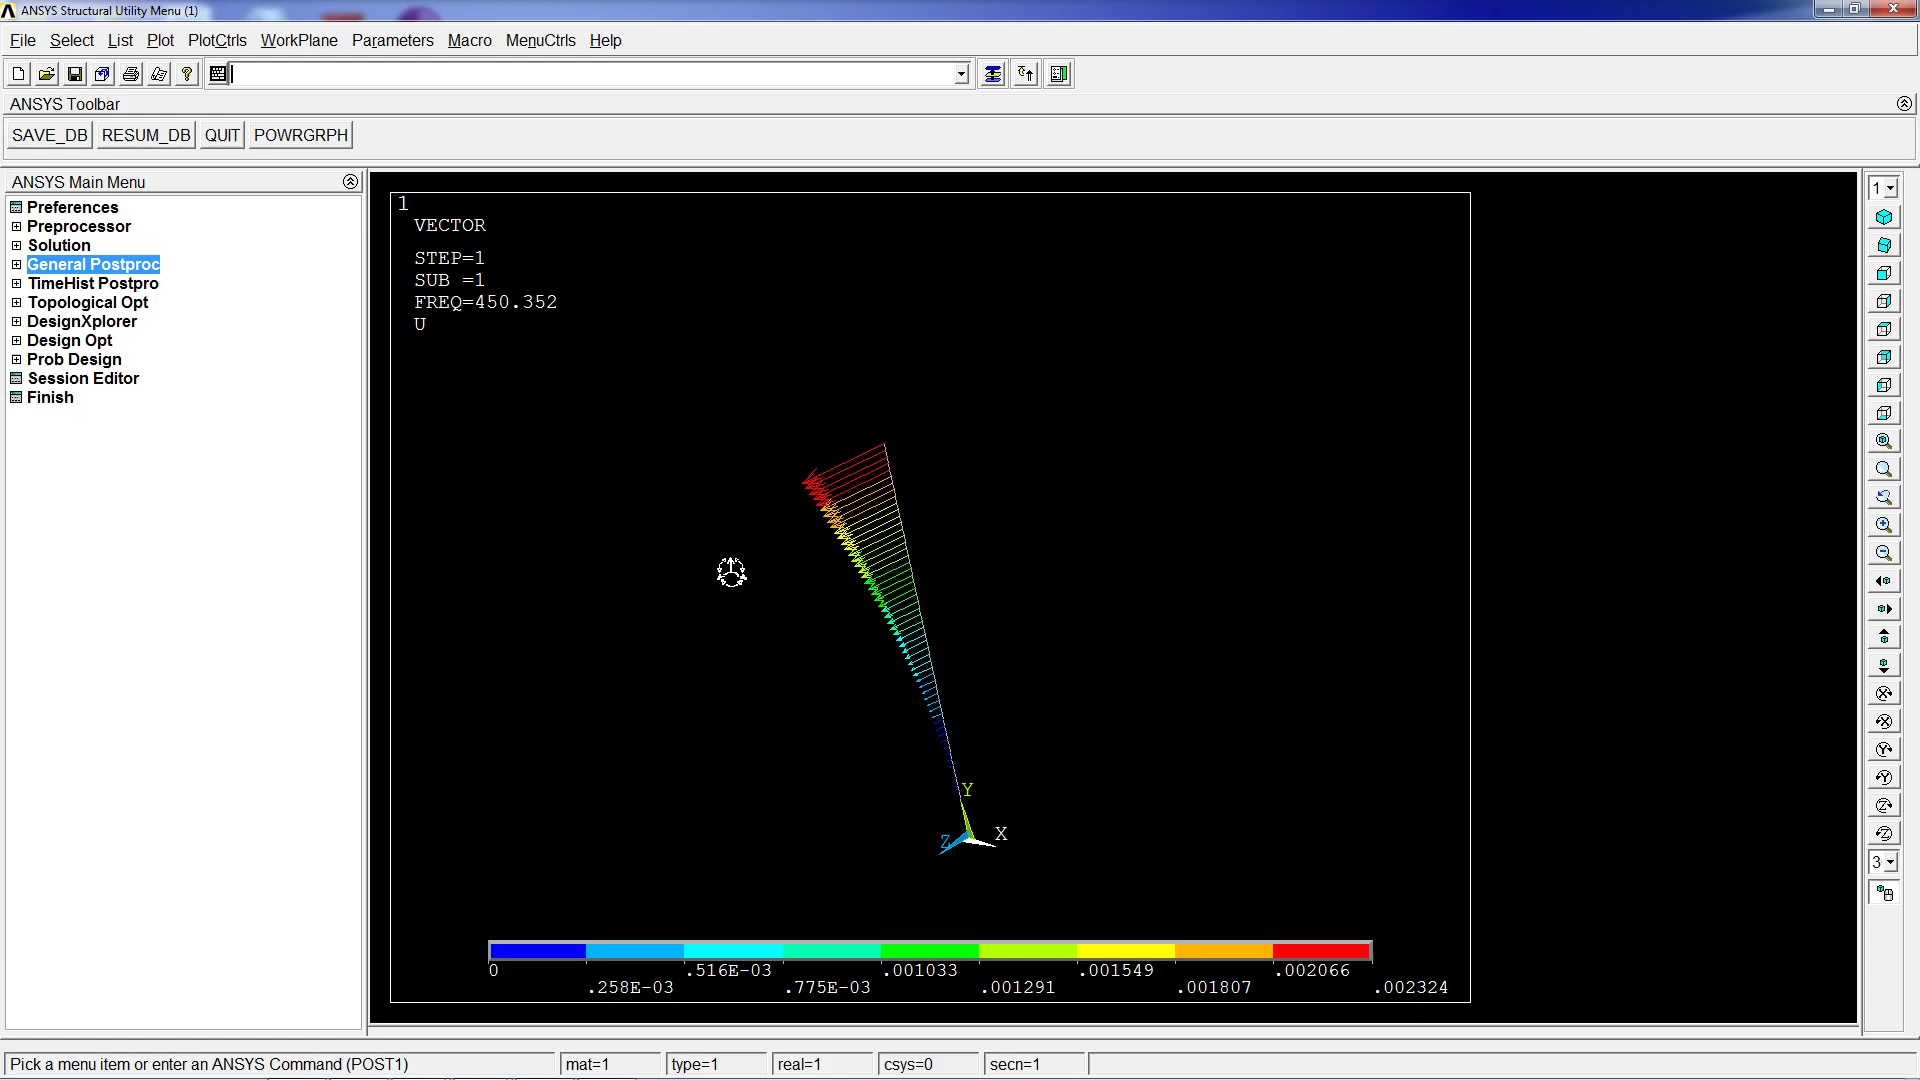 ANSYS Structural Utility Menu (1)
File Select List Plot PlotCtrls WorkPlane Parameters Macro MenuCtrls Help
ANSYS Toolbar
SAVE_DB RESUM_DB QUIT POWRGRPH
ANSYS Main Menu
Preferences
Preprocessor
Solution
General Postproc
TimeHist Postpro
Topological Opt
DesignXplorer
Design Opt
Prob Design
Session Editor
Finish
1
VECTOR
STEP=1
SUB =1
FREQ=450.352
U
Y
Z X
0 .516E-03 .001033 .001549 .002066
.258E-03 .775E-03 .001291 .001807 .002324
1
3
Pick a menu item or enter an ANSYS Command (POST1) mat=1 type=1 real=1 csys=0 secn=1